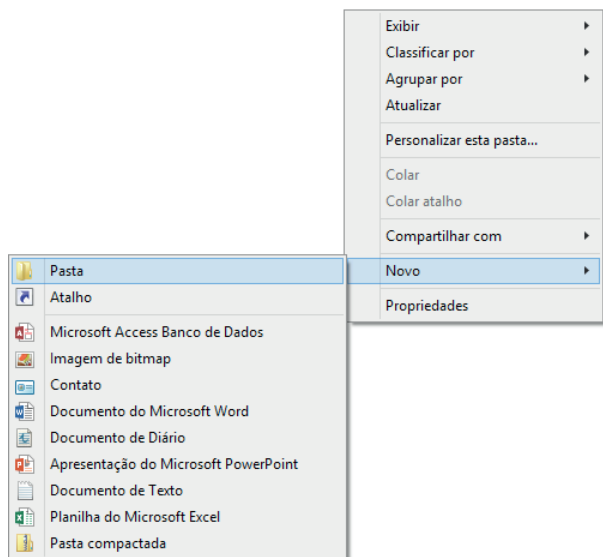 Exibir
Classificar por
Agrupar por
Atualizar
Personalizar esta pasta...
Colar
Colar atalho
Compartilhar com
Novo
Propriedades
Pasta
Atalho
Microsoft Access Banco de Dados
Imagem de bitmap
Contato
Documento do Microsoft Word
Documento de Diário
Apresentação do Microsoft PowerPoint
Documento de Texto
Planilha do Microsoft Excel
Pasta compactada